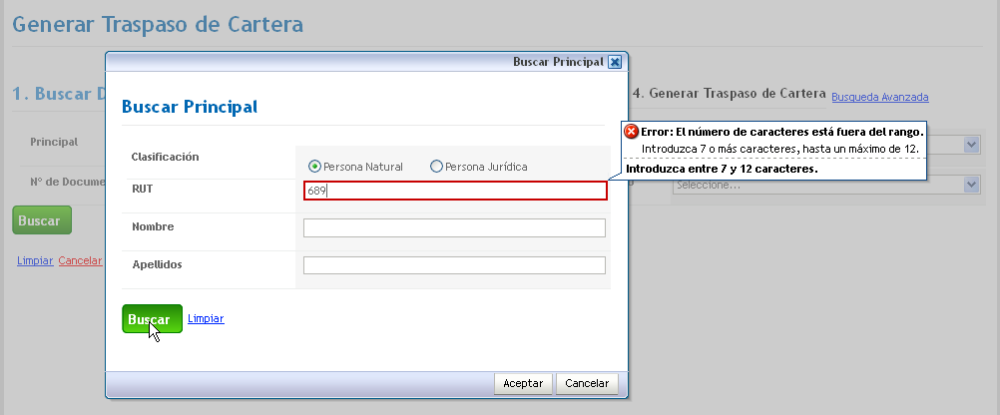 Generar Traspaso de Cartera
Buscar Principal
1. Buscar D
4. Generar Traspaso de Cartera Busqueda Avanzada
Buscar Principal
Error: El número de caracteres está fuera del rango.
Introduzca 7 o más caracteres, hasta un máximo de 12.
Introduzca entre 7 y 12 caracteres.
Principal
Clasificación
Persona Natural Persona Jurídica
Nº de Docume
RUT
689
Seleccione...
Buscar
Nombre
Limpiar Cancelar
Apellidos
Buscar Limpiar
Aceptar Cancelar